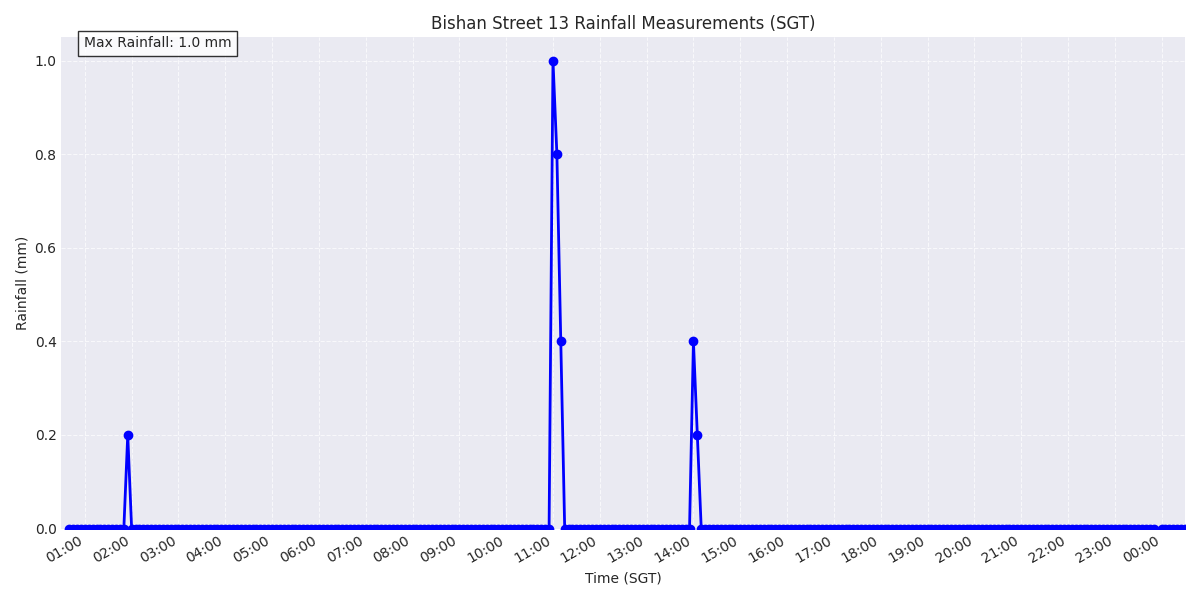 Bishan Street 13 Rainfall Measurements (SGT)
Max Rainfall: 1.0 mm
Rainfall (mm)
1.0
0.8
0.6
0.4
0.2
0.0
01:00 02:00 03:00 04:00 05:00 06:00 07:00 08:00 09:00 10:00 11:00 12:00 13:00 14:00 15:00 16:00 17:00 18:00 19:00 20:00 21:00 22:00 23:00 00:00
Time (SGT)